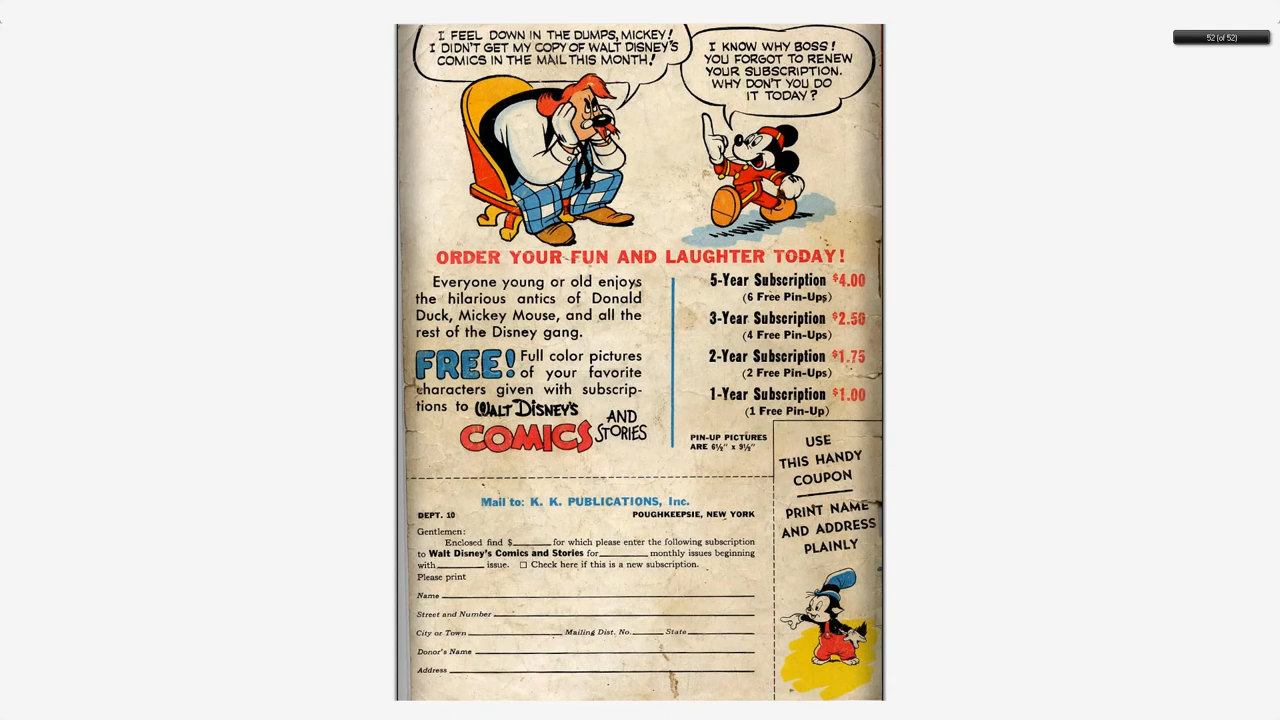 52 (of 52)
I FEEL DOWN IN THE DUMPS, MICKEY!
I DIDN'T GET MY COPY OF WALT DISNEY'S
COMICS IN THE MAIL THIS MONTH!
I KNOW WHY BOSS!
YOU FORGOT TO RENEW
YOUR SUBSCRIPTION.
WHY DON'T YOU DO
IT TODAY?
ORDER YOUR FUN AND LAUGHTER TODAY!
Everyone young or old enjoys
the hilarious antics of Donald
Duck, Mickey Mouse, and all the
rest of the Disney gang.
FREE! Full color pictures
of your favorite
characters given with subscrip-
tions to WALT DISNEY'S
COMICS AND
STORIES
5-Year Subscription $4.00
(6 Free Pin-Ups)
3-Year Subscription $2.50
(4 Free Pin-Ups)
2-Year Subscription $1.75
(2 Free Pin-Ups)
1-Year Subscription $1.00
(1 Free Pin-Up)
PIN-UP PICTURES
ARE 6½" x 9½"
USE
THIS HANDY
COUPON
PRINT NAME
AND ADDRESS
PLAINLY
Mail to: K. K. PUBLICATIONS, Inc.
DEPT. 10 POUGHKEEPSIE, NEW YORK
Gentlemen:
Enclosed find $_______ for which please enter the following subscription
to Walt Disney's Comics and Stories for_________ monthly issues beginning
with_________ issue. ☐ Check here if this is a new subscription.
Please print
Name
Street and Number
City or Town Mailing Dist. No. State
Donor's Name
Address